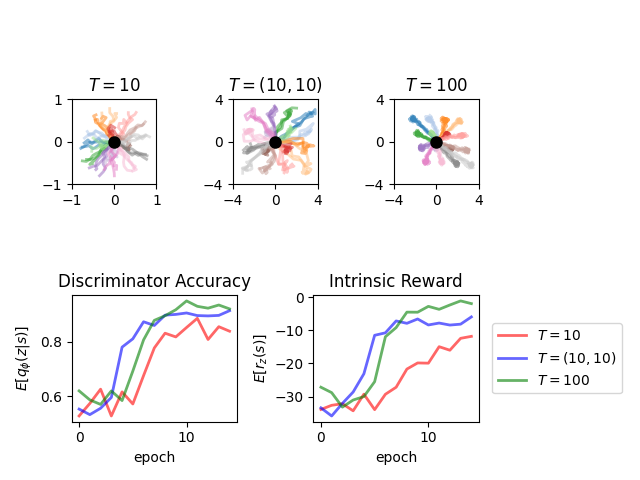 T = 10
T = (10, 10)
T = 100
1
0
−1
−1 0 1
4
0
−4
−4 0 4
4
0
−4
−4 0 4
Discriminator Accuracy
Intrinsic Reward
E[qϕ(z|s)]
0.8
0.6
0 10
epoch
E[rz(s)]
0
−10
−20
−30
0 10
epoch
T = 10
T = (10, 10)
T = 100